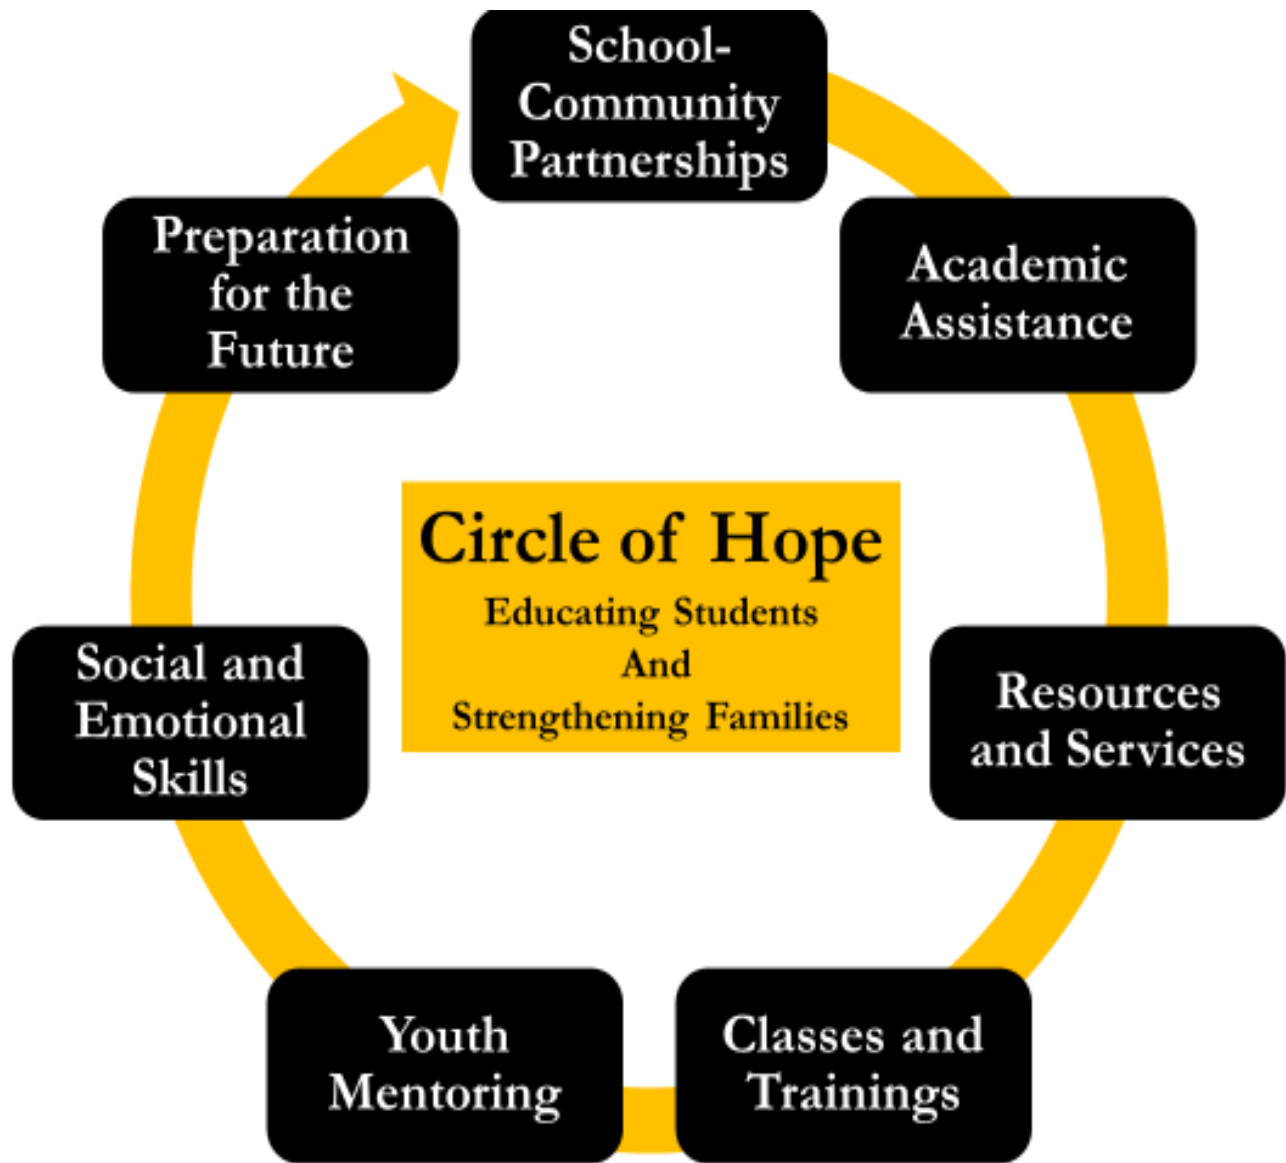 School-
Community
Partnerships
Academic
Assistance
Resources
and Services
Classes and
Trainings
Youth
Mentoring
Social and
Emotional
Skills
Preparation
for the
Future
Circle of Hope
Educating Students
And
Strengthening Families